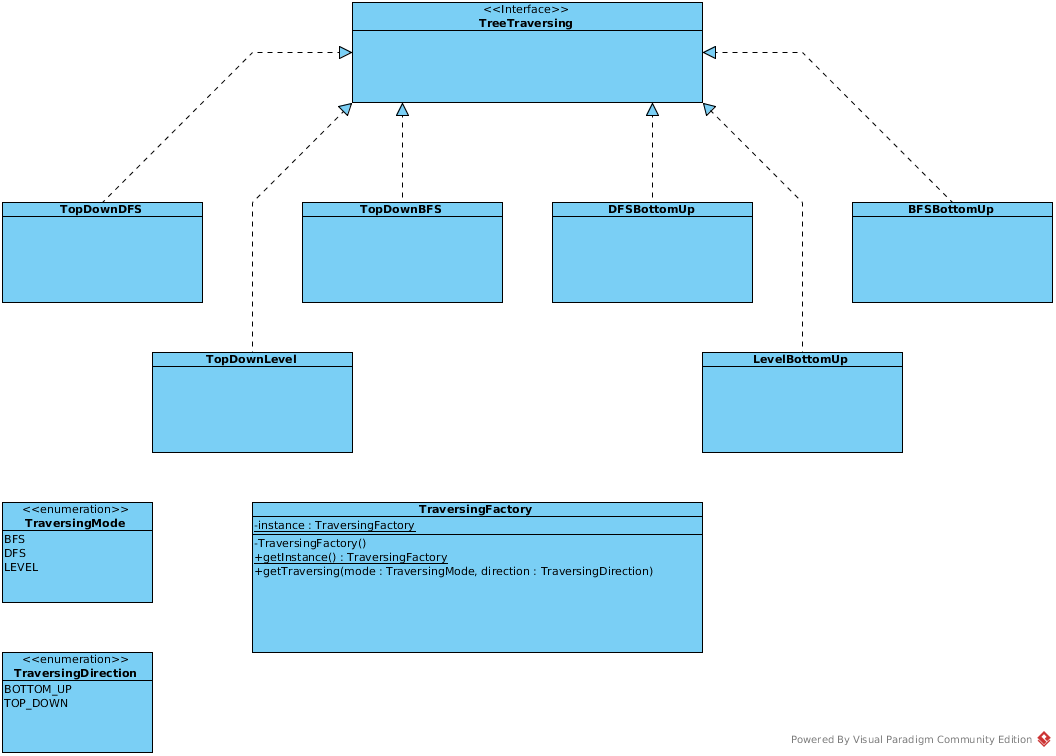 <<Interface>>
TreeTraversing
TopDownDFS
TopDownBFS
DFSBottomUp
BFSBottomUp
TopDownLevel
LevelBottomUp
<<enumeration>>
TraversingMode
BFS
DFS
LEVEL
TraversingFactory
-instance : TraversingFactory
-TraversingFactory()
+getInstance() : TraversingFactory
+getTraversing(mode : TraversingMode, direction : TraversingDirection)
<<enumeration>>
TraversingDirection
BOTTOM_UP
TOP_DOWN
Powered By Visual Paradigm Community Edition